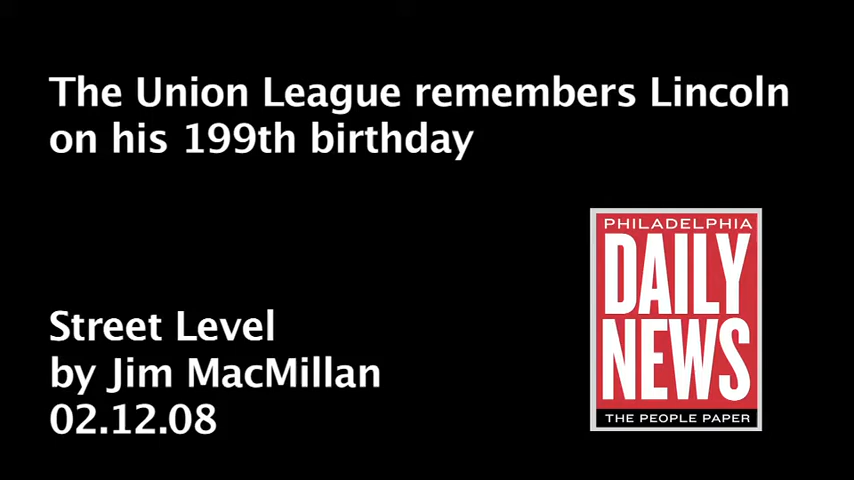 The Union League remembers Lincoln
on his 199th birthday
PHILADELPHIA
DAILY
NEWS
THE PEOPLE PAPER
Street Level
by Jim MacMillan
02.12.08